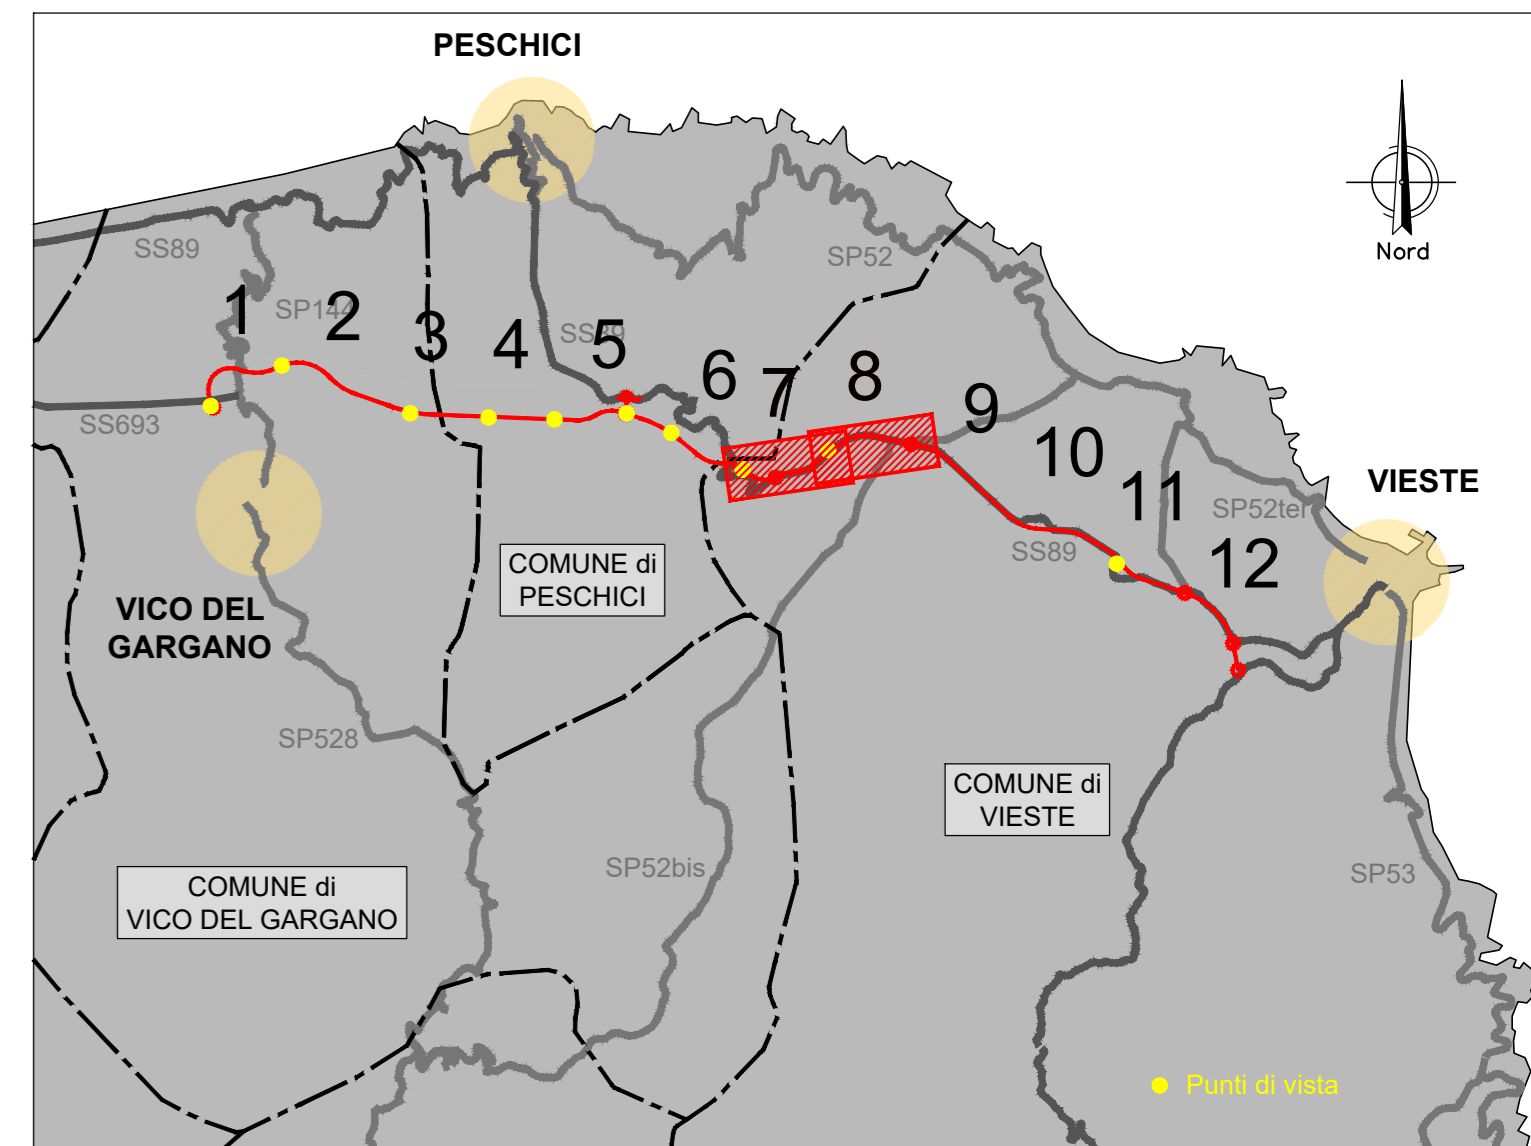 PESCHICI
Nord
SS89
SP52
SP144
1
2
3
4
SS89
5
6
7
8
9
10
11
12
SS693
SP52ter
VIESTE
SS89
COMUNE di
PESCHICI
VICO DEL
GARGANO
SP528
COMUNE di
VIESTE
SP52bis
SP53
COMUNE di
VICO DEL GARGANO
Punti di vista